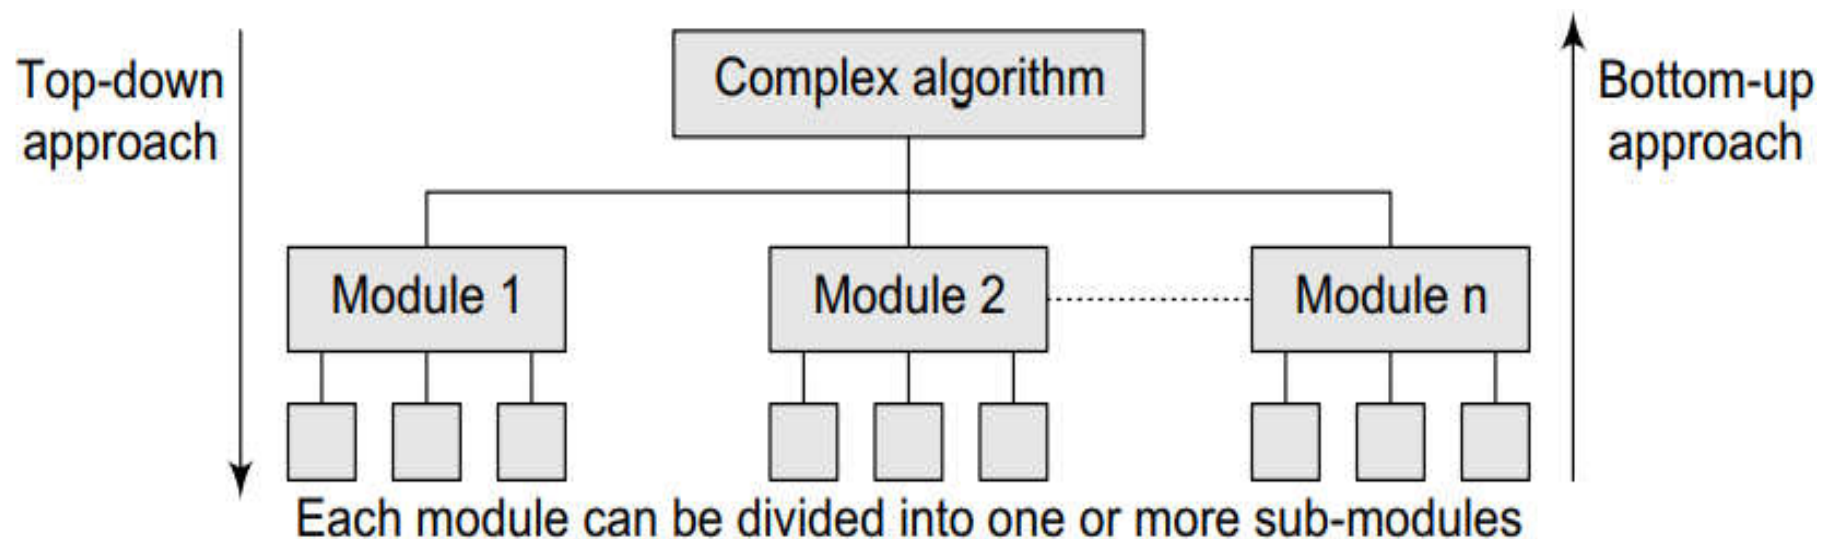 Top-down
approach
Complex algorithm
Bottom-up
approach
Module 1
Module 2
Module n
Each module can be divided into one or more sub-modules